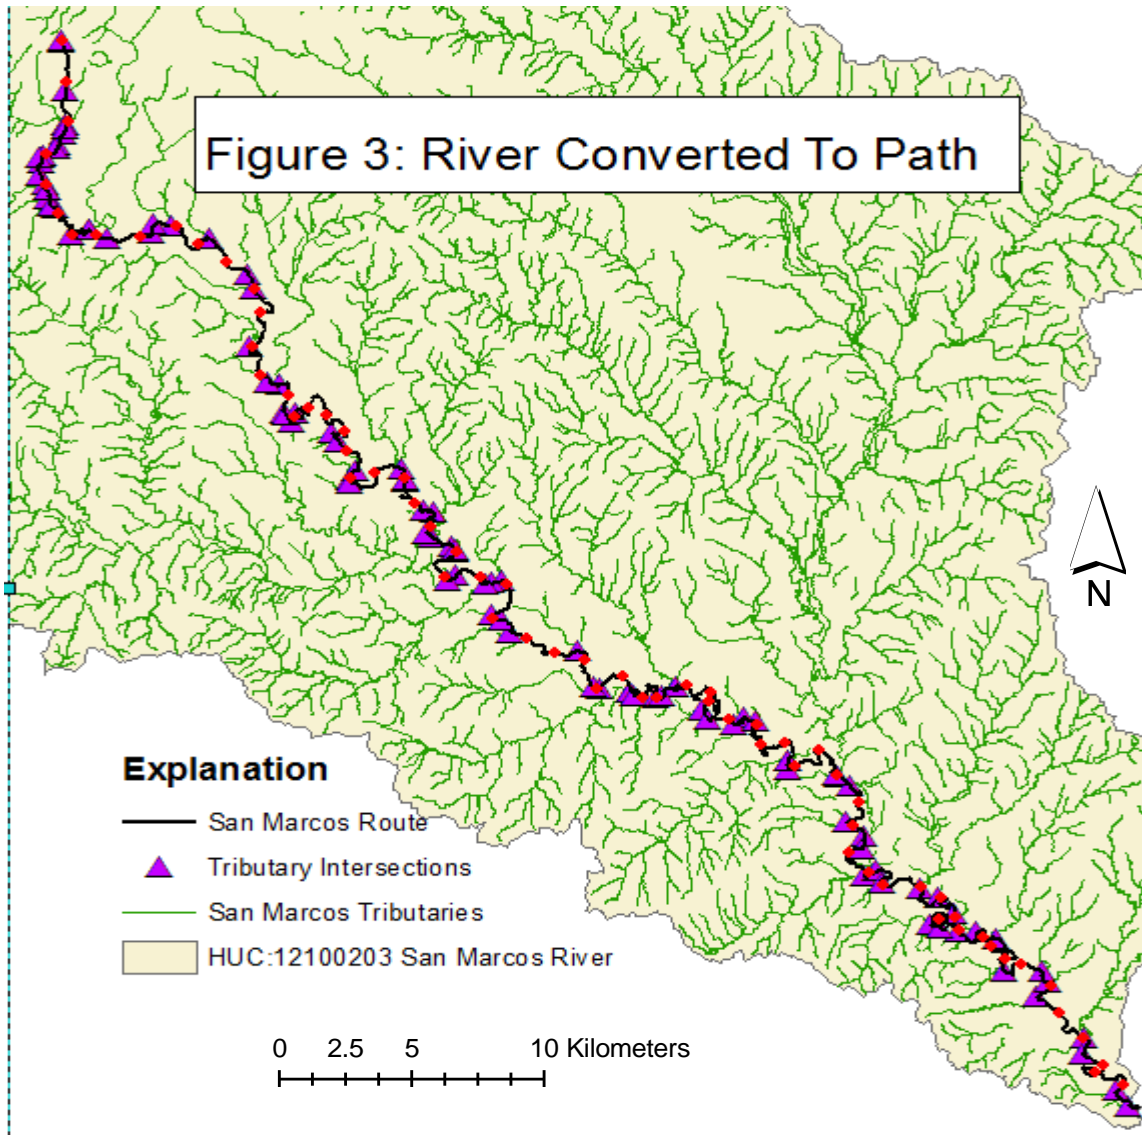 Figure 3: River Converted To Path
N
Explanation
San Marcos Route
Tributary Intersections
San Marcos Tributaries
HUC:12100203 San Marcos River
0 2.5 5 10 Kilometers